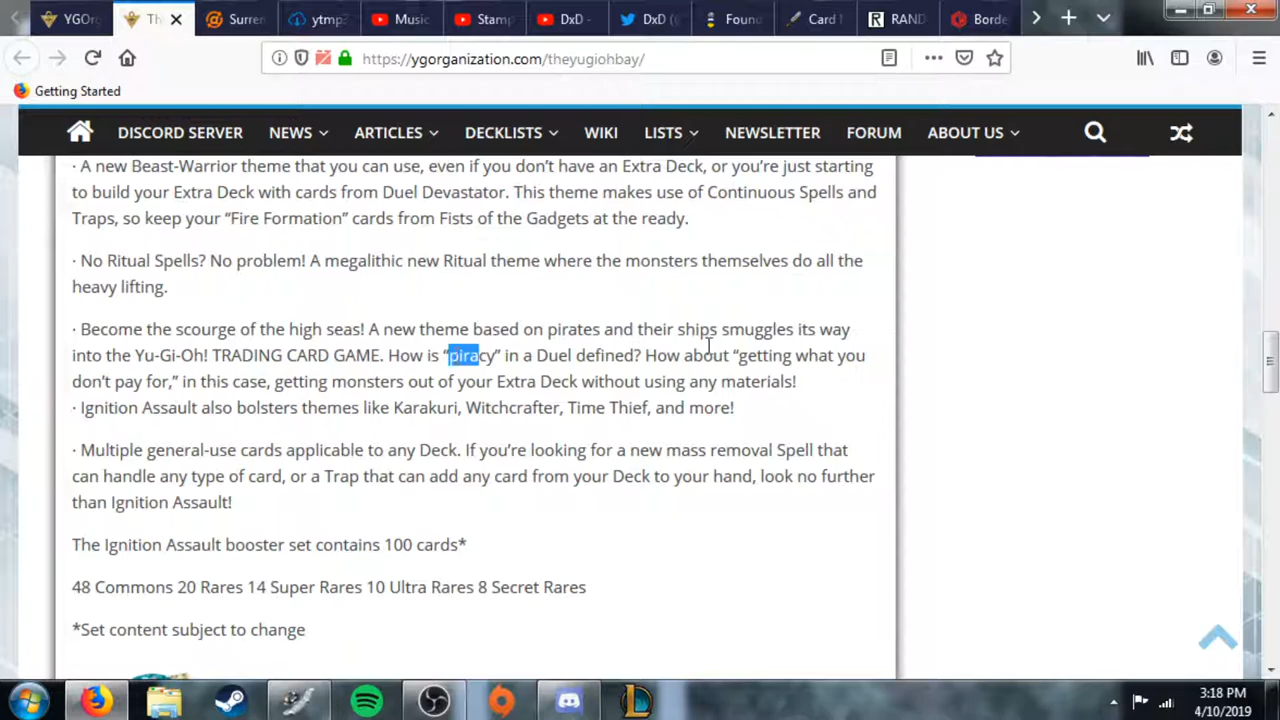 YGOrg
Th
Surren
ytmp3
Music
Stamp
DxD -
DxD (
Foun
Card M
RAND
Borde
https://ygorganization.com/theyugiohbay/
Getting Started
DISCORD SERVER NEWS ARTICLES DECKLISTS WIKI LISTS NEWSLETTER FORUM ABOUT US
· A new Beast-Warrior theme that you can use, even if you don’t have an Extra Deck, or you’re just starting
to build your Extra Deck with cards from Duel Devastator. This theme makes use of Continuous Spells and
Traps, so keep your “Fire Formation” cards from Fists of the Gadgets at the ready.
· No Ritual Spells? No problem! A megalithic new Ritual theme where the monsters themselves do all the
heavy lifting.
· Become the scourge of the high seas! A new theme based on pirates and their ships smuggles its way
into the Yu-Gi-Oh! TRADING CARD GAME. How is “piracy” in a Duel defined? How about “getting what you
don’t pay for,” in this case, getting monsters out of your Extra Deck without using any materials!
· Ignition Assault also bolsters themes like Karakuri, Witchcrafter, Time Thief, and more!
· Multiple general-use cards applicable to any Deck. If you’re looking for a new mass removal Spell that
can handle any type of card, or a Trap that can add any card from your Deck to your hand, look no further
than Ignition Assault!
The Ignition Assault booster set contains 100 cards*
48 Commons 20 Rares 14 Super Rares 10 Ultra Rares 8 Secret Rares
*Set content subject to change
3:18 PM
4/10/2019